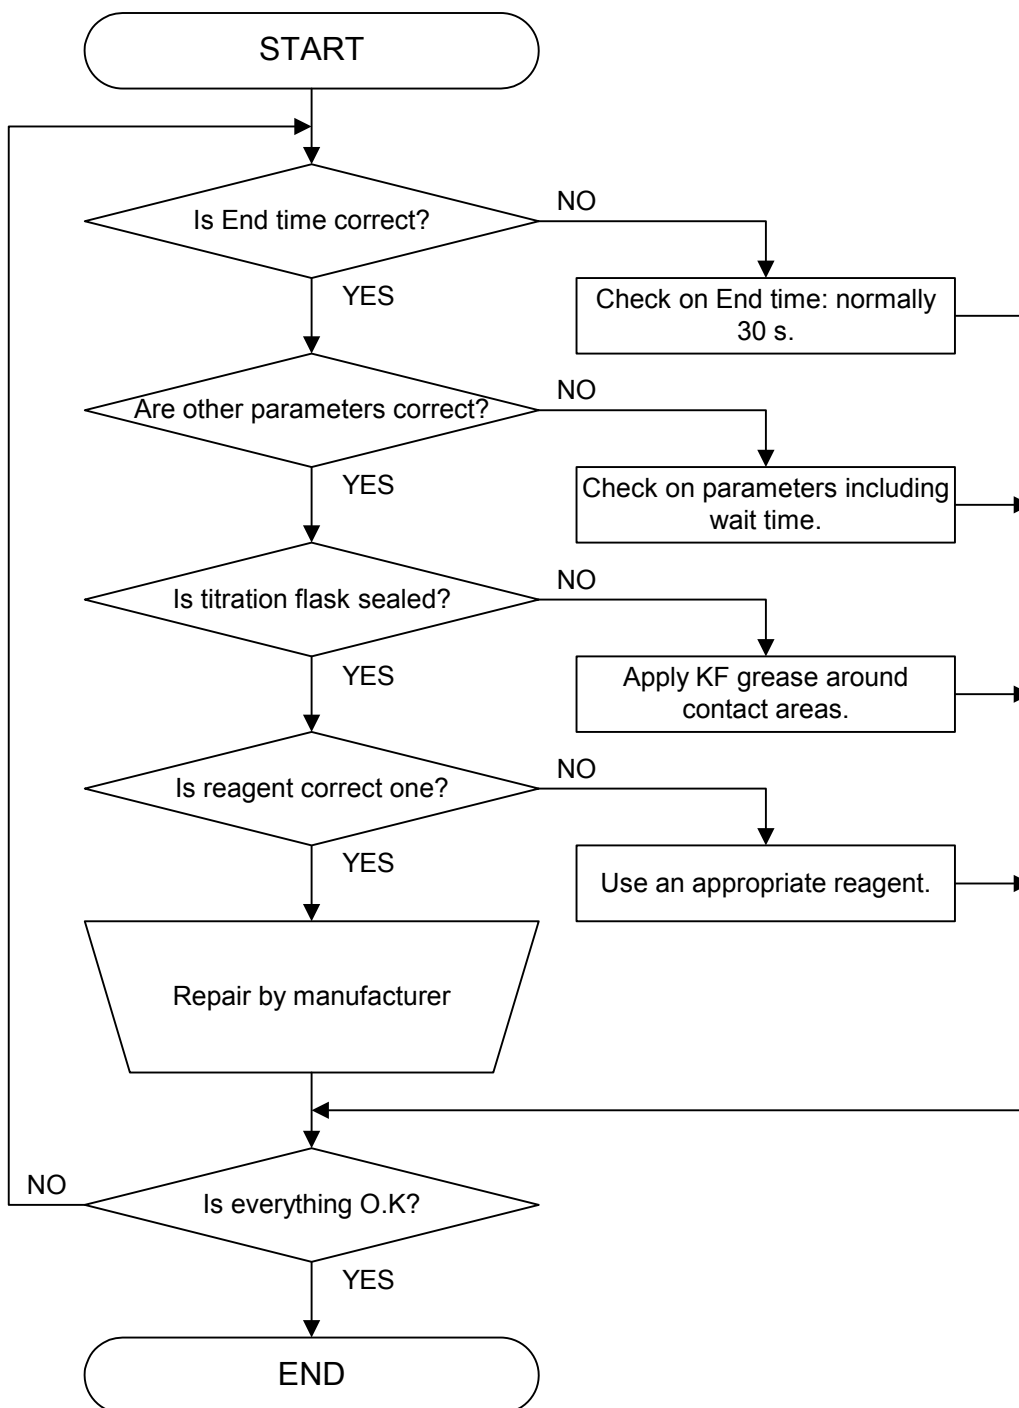 START
Is End time correct?
NO
YES
Check on End time: normally
30 s.
Are other parameters correct?
NO
YES
Check on parameters including
wait time.
Is titration flask sealed?
NO
YES
Apply KF grease around
contact areas.
Is reagent correct one?
NO
YES
Use an appropriate reagent.
Repair by manufacturer
Is everything O.K?
NO
YES
END